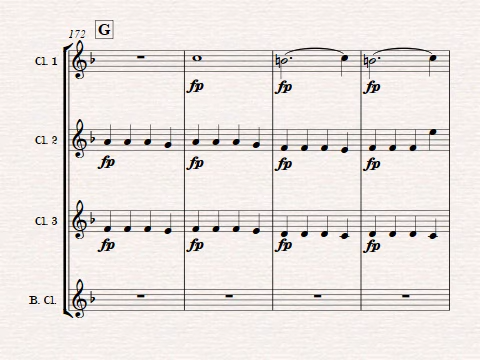 172 G
Cl. 1
fp fp fp
Cl. 2
fp fp fp fp
Cl. 3
fp fp fp fp
B. Cl.